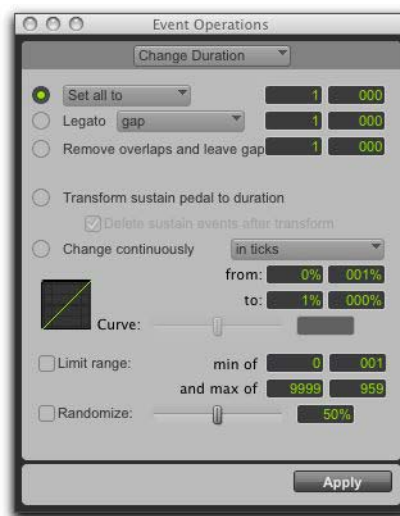 Event Operations
Change Duration
Set all to 1 000
Legato gap 1 000
Remove overlaps and leave gap 1 000
Transform sustain pedal to duration
Delete sustain events after transform
Change continuously in ticks
from: 0% 001%
to: 1% 000%
Curve:
Limit range: min of 0 001
and max of 9999 959
Randomize: 50%
Apply